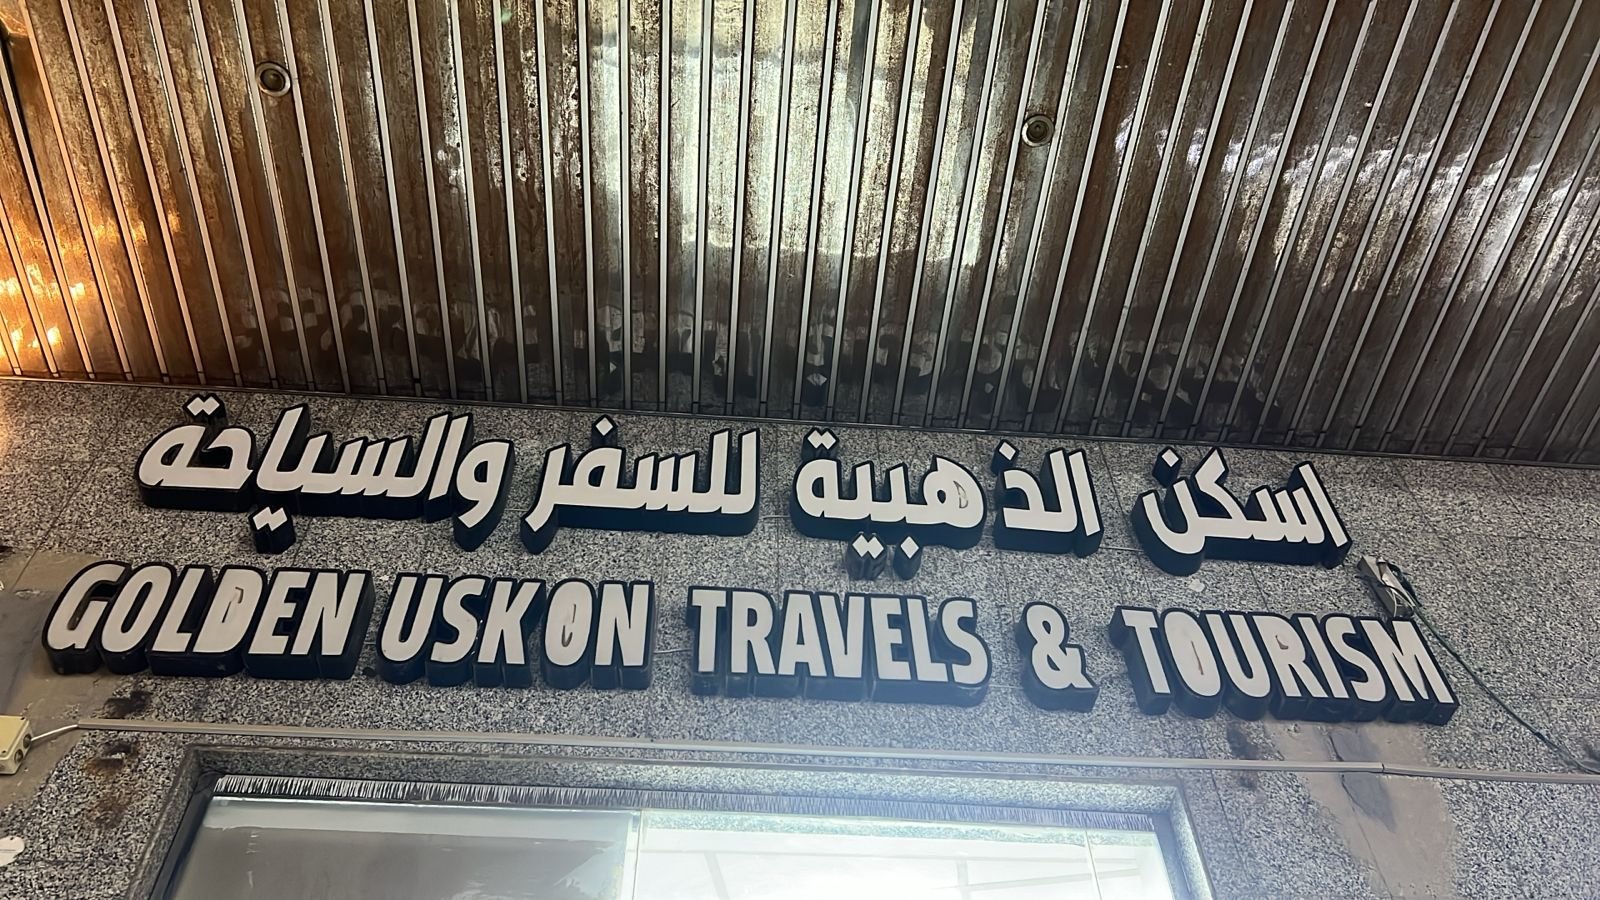 اسكن الذهبية للسفر والسياحة
GOLDEN USKON TRAVELS & TOURISM